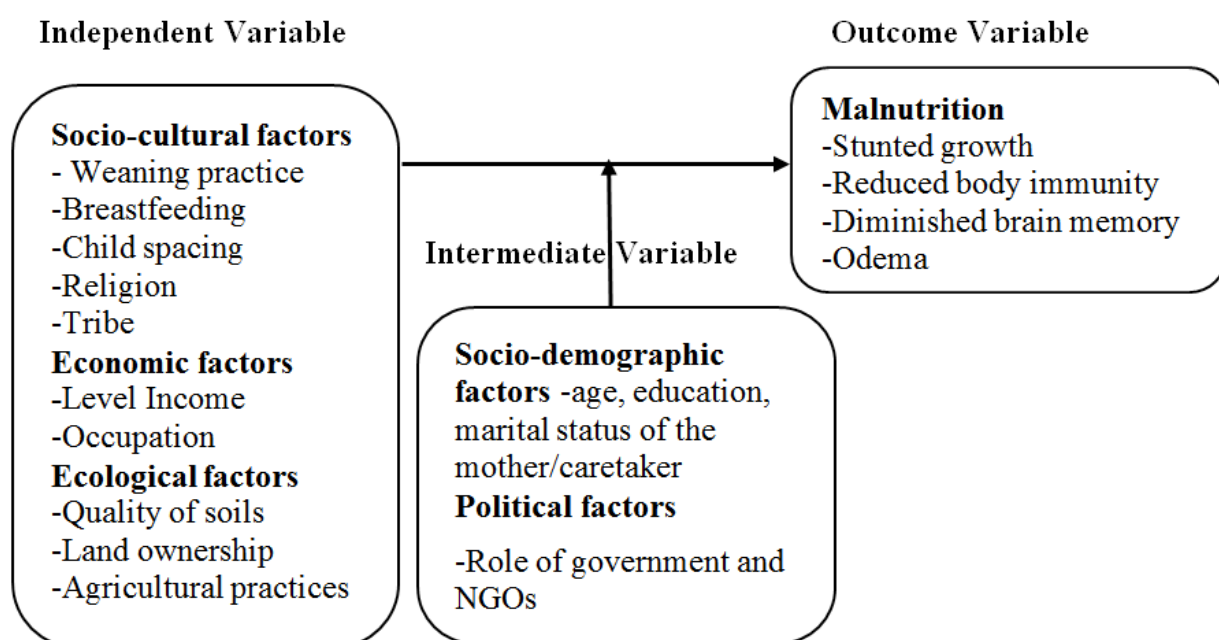 Independent Variable
Socio-cultural factors
- Weaning practice
-Breastfeeding
-Child spacing
-Religion
-Tribe
Economic factors
-Level Income
-Occupation
Ecological factors
-Quality of soils
-Land ownership
-Agricultural practices
Intermediate Variable
Socio-demographic
factors -age, education,
marital status of the
mother/caretaker
Political factors
-Role of government and
NGOs
Outcome Variable
Malnutrition
-Stunted growth
-Reduced body immunity
-Diminished brain memory
-Odema